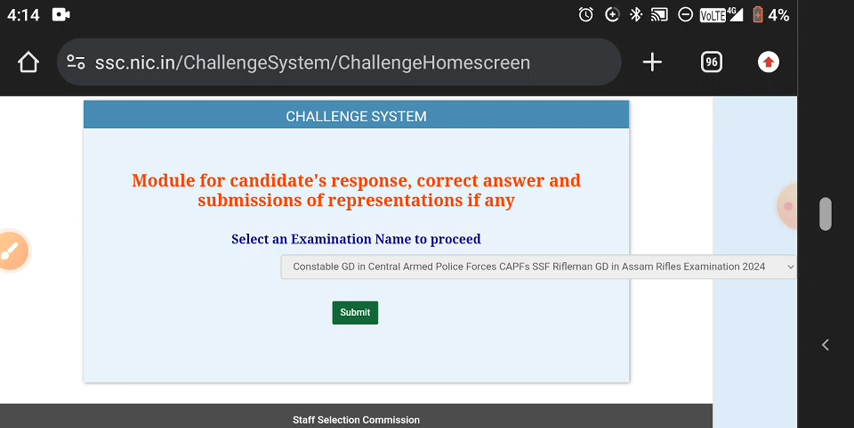 4:14
VoLTE 4G 4%
ssc.nic.in/ChallengeSystem/ChallengeHomescreen
96
CHALLENGE SYSTEM
Module for candidate's response, correct answer and
submissions of representations if any
Select an Examination Name to proceed
Constable GD in Central Armed Police Forces CAPFs SSF Rifleman GD in Assam Rifles Examination 2024
Submit
Staff Selection Commission